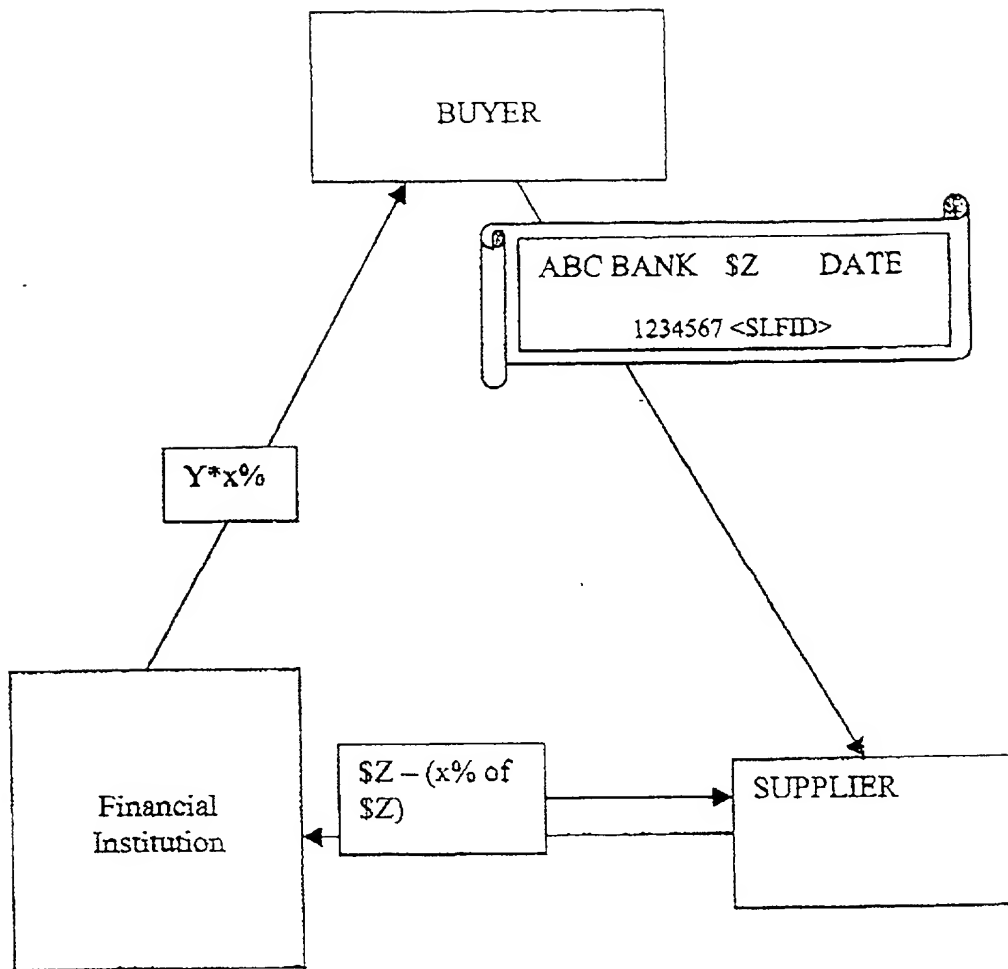 BUYER
ABC BANK $Z DATE
1234567 <SLFID>
Y*x%
$Z – (x% of
$Z)
SUPPLIER
Financial
Institution